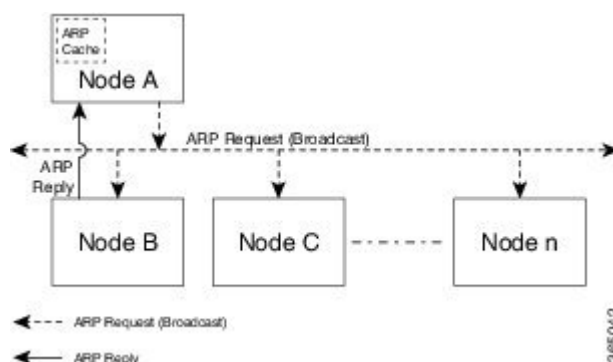 ARP
Cache
Node A
ARP Request (Broadcast)
ARP
Reply
Node B
Node C
Node n
ARP Request (Broadcast)
ARP Reply